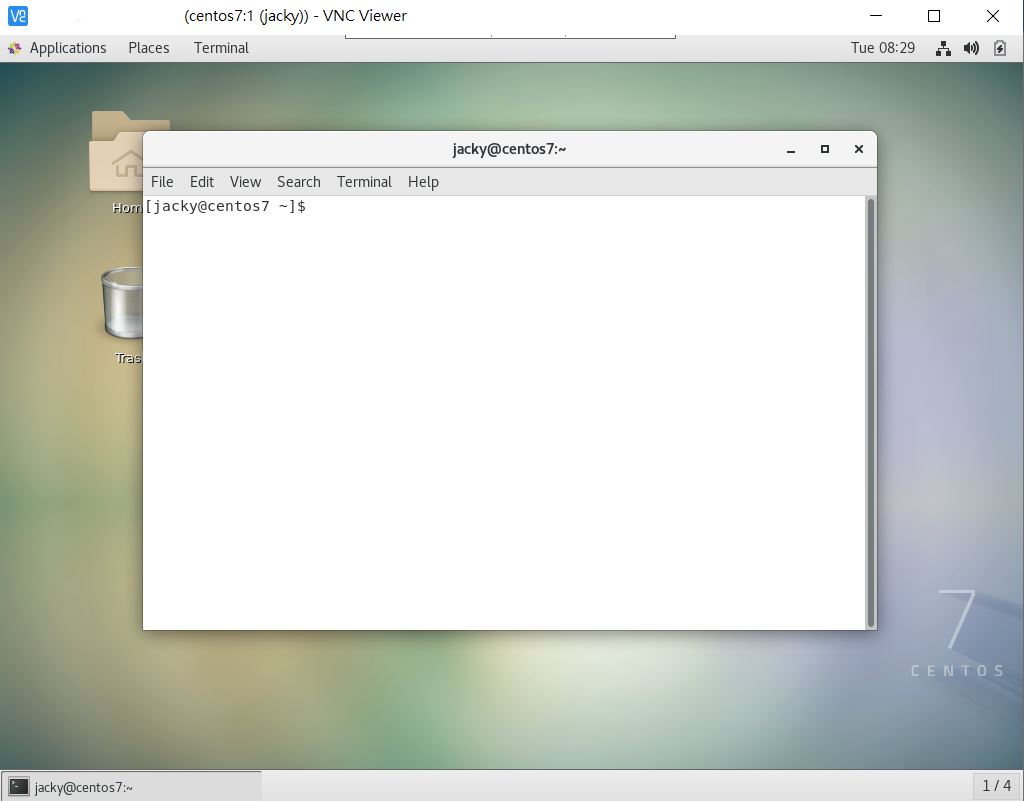 (centos7:1 (jacky)) - VNC Viewer
Applications Places Terminal Tue 08:29
jacky@centos7:~
File Edit View Search Terminal Help
[jacky@centos7 ~]$
Hom
Tras
7
CENTOS
jacky@centos7:~ 1 / 4